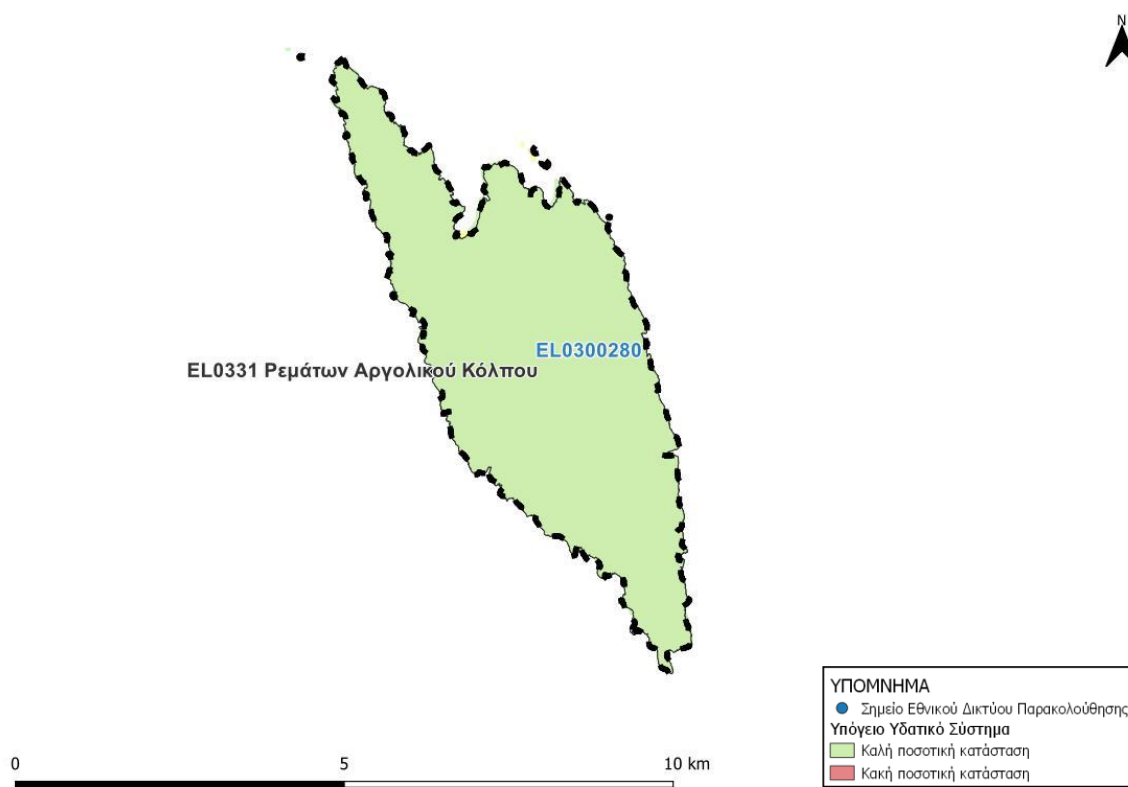 N
EL0300280
EL0331 Ρεμάτων Αργολικού Κόλπου
ΥΠΟΜΝΗΜΑ
Σημείο Εθνικού Δικτύου Παρακολούθησης
Υπόγειο Υδατικό Σύστημα
Καλή ποσοτική κατάσταση
Κακή ποσοτική κατάσταση
0 5 10 km